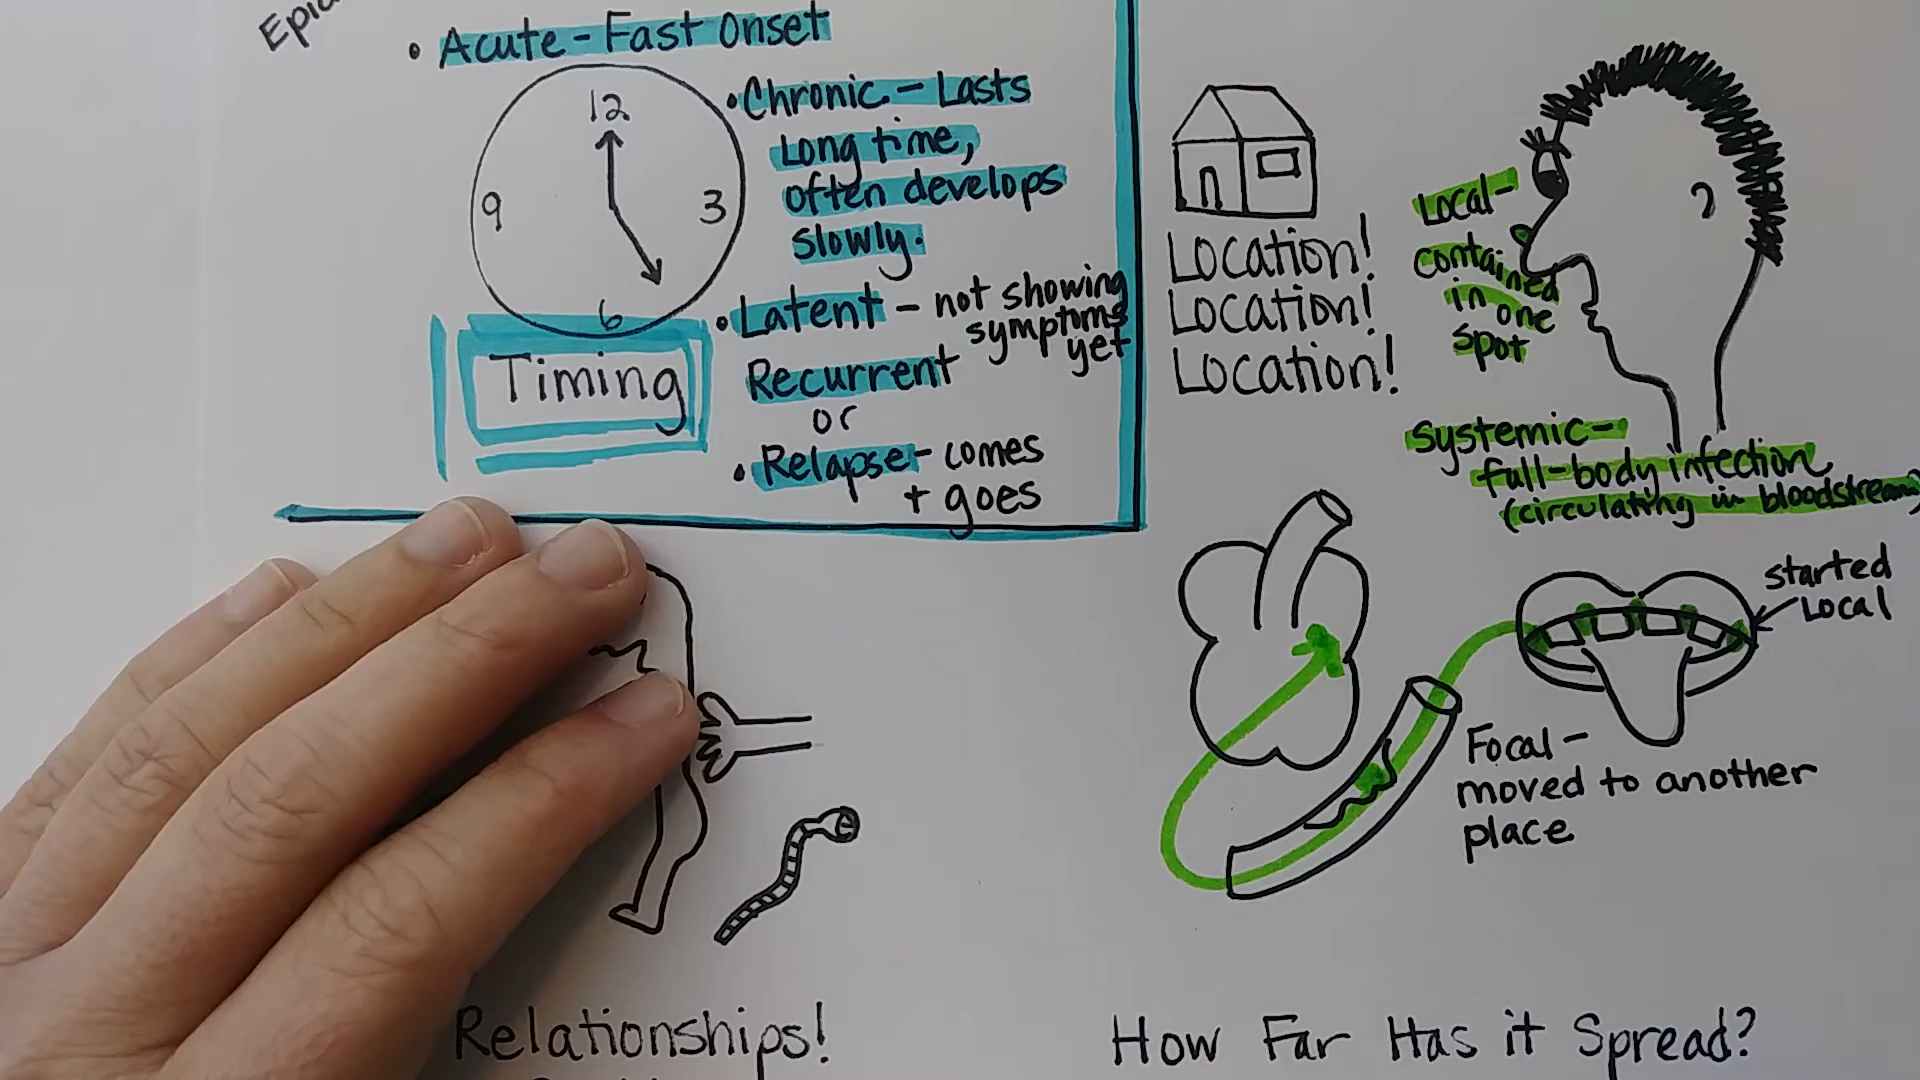 Acute - Fast Onset
12
3
6
9
Timing
• Chronic - Lasts
Long time,
often develops
slowly.
• Latent - not showing
symptoms
yet
Recurrent
or
• Relapse - comes
+ goes
LOCation!
LOCation!
LOCation!
Local -
contained
in one
spot
Systemic -
full-body infection
(circulating in bloodstream)
started
Local
Focal -
moved to another
place
Relationships!
How Far Has it Spread?